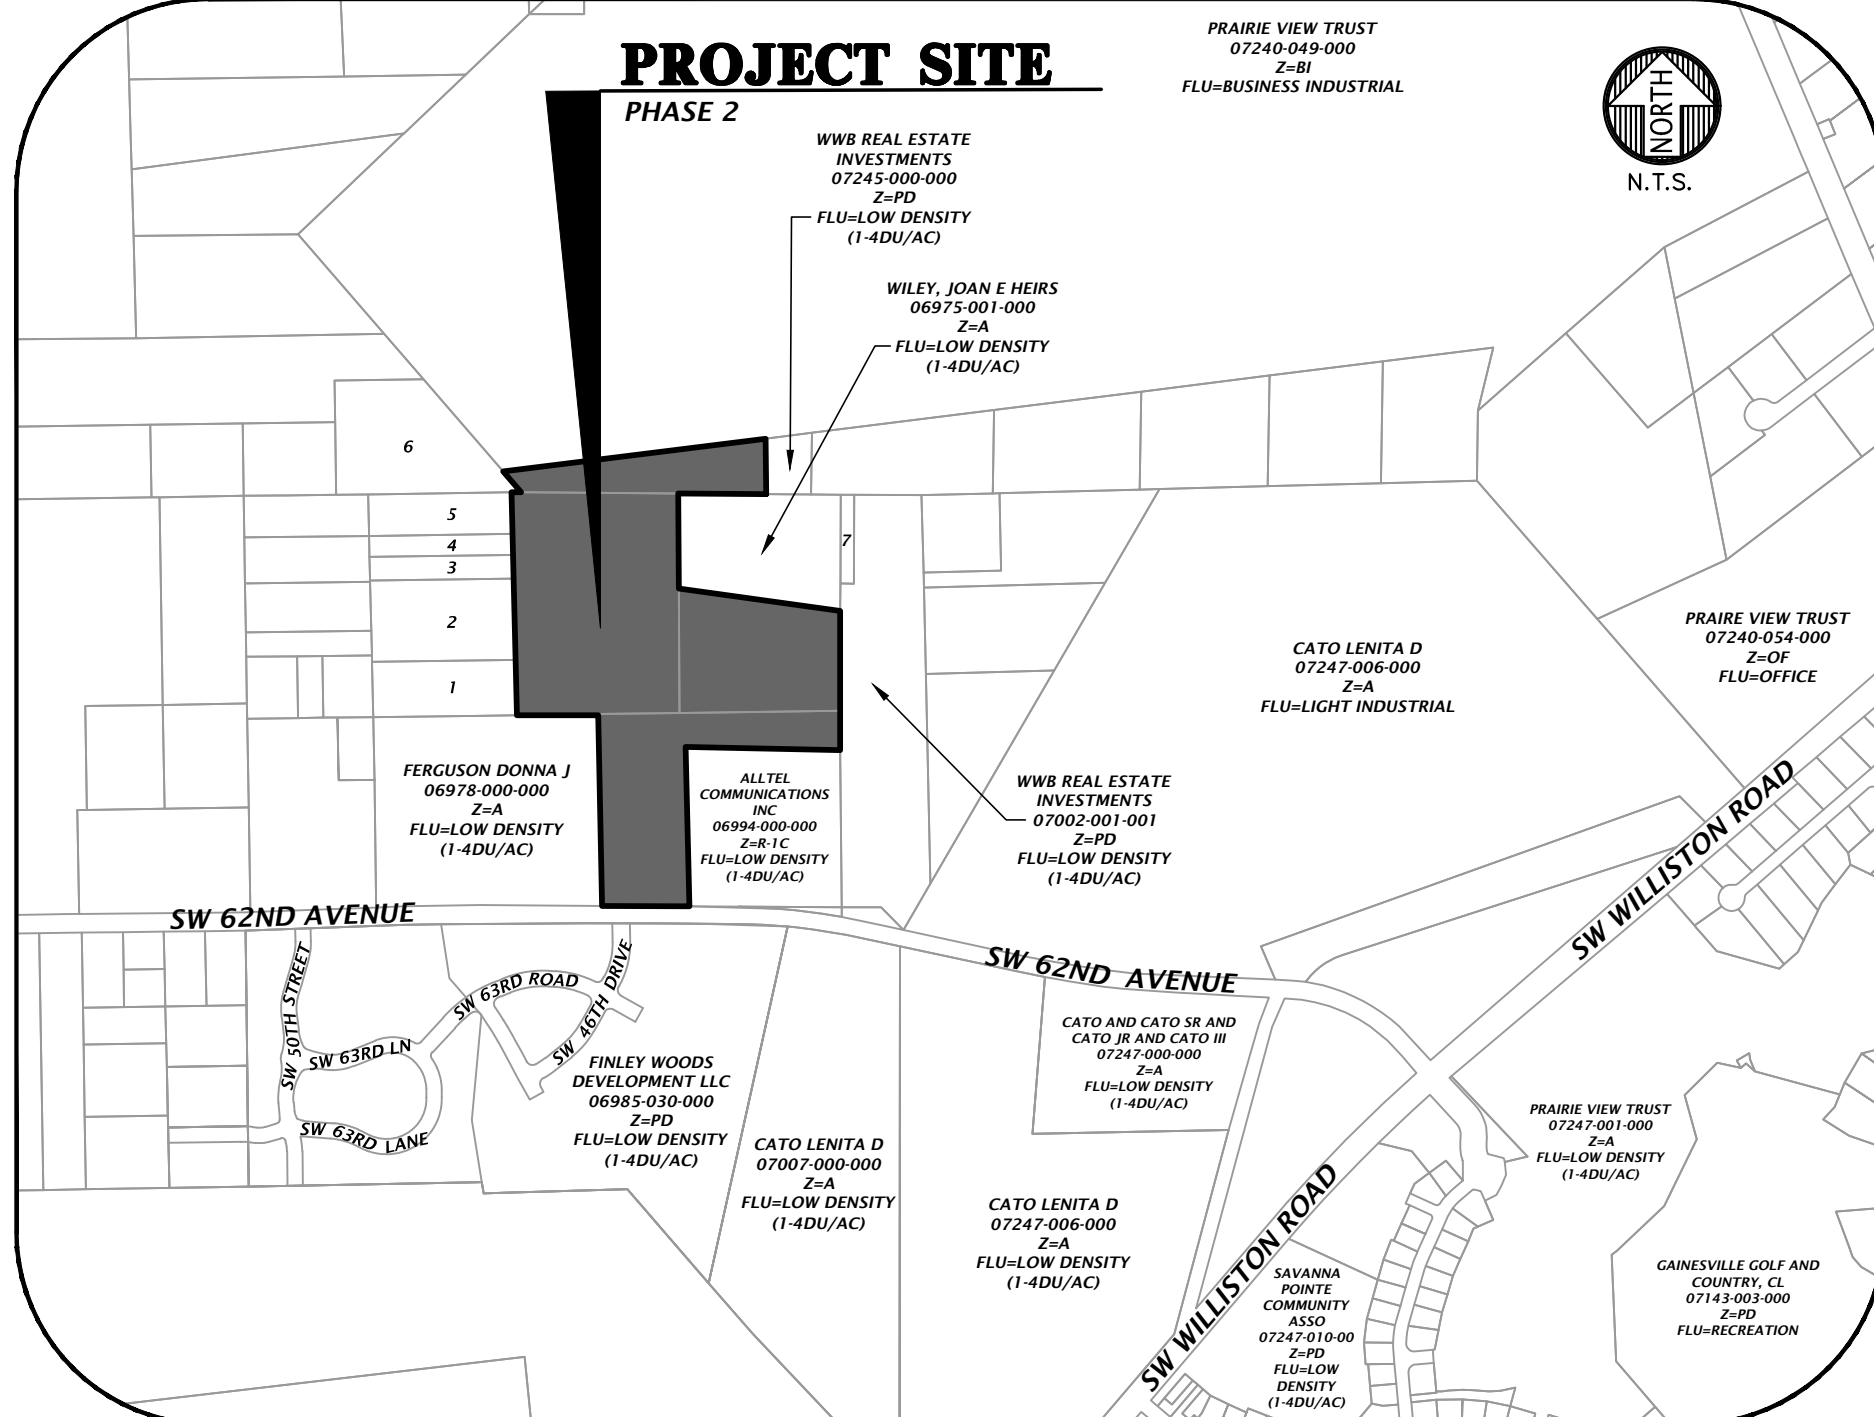 PROJECT SITE
PHASE 2
PRAIRIE VIEW TRUST
07240-049-000
Z=BI
FLU=BUSINESS INDUSTRIAL
NORTH
N.T.S.
WWB REAL ESTATE
INVESTMENTS
07245-000-000
Z=PD
FLU=LOW DENSITY
(1-4DU/AC)
WILEY, JOAN E HEIRS
06975-001-000
Z=A
FLU=LOW DENSITY
(1-4DU/AC)
6
5
4
3
2
1
7
CATO LENITA D
07247-006-000
Z=A
FLU=LIGHT INDUSTRIAL
PRAIRE VIEW TRUST
07240-054-000
Z=OF
FLU=OFFICE
FERGUSON DONNA J
06978-000-000
Z=A
FLU=LOW DENSITY
(1-4DU/AC)
ALLTEL
COMMUNICATIONS
INC
06994-000-000
Z=R-1C
FLU=LOW DENSITY
(1-4DU/AC)
WWB REAL ESTATE
INVESTMENTS
07002-001-001
Z=PD
FLU=LOW DENSITY
(1-4DU/AC)
SW WILLISTON ROAD
SW 62ND AVENUE
SW 62ND AVENUE
SW 50TH STREET
SW 63RD ROAD
SW 46TH DRIVE
SW 63RD LN
SW 63RD LANE
FINLEY WOODS
DEVELOPMENT LLC
06985-030-000
Z=PD
FLU=LOW DENSITY
(1-4DU/AC)
CATO LENITA D
07007-000-000
Z=A
FLU=LOW DENSITY
(1-4DU/AC)
CATO AND CATO SR AND
CATO JR AND CATO III
07247-000-000
Z=A
FLU=LOW DENSITY
(1-4DU/AC)
CATO LENITA D
07247-006-000
Z=A
FLU=LOW DENSITY
(1-4DU/AC)
PRAIRIE VIEW TRUST
07247-001-000
Z=A
FLU=LOW DENSITY
(1-4DU/AC)
SW WILLISTON ROAD
SAVANNA
POINTE
COMMUNITY
ASSO
07247-010-00
Z=PD
FLU=LOW
DENSITY
(1-4DU/AC)
GAINESVILLE GOLF AND
COUNTRY, CL
07143-003-000
Z=PD
FLU=RECREATION